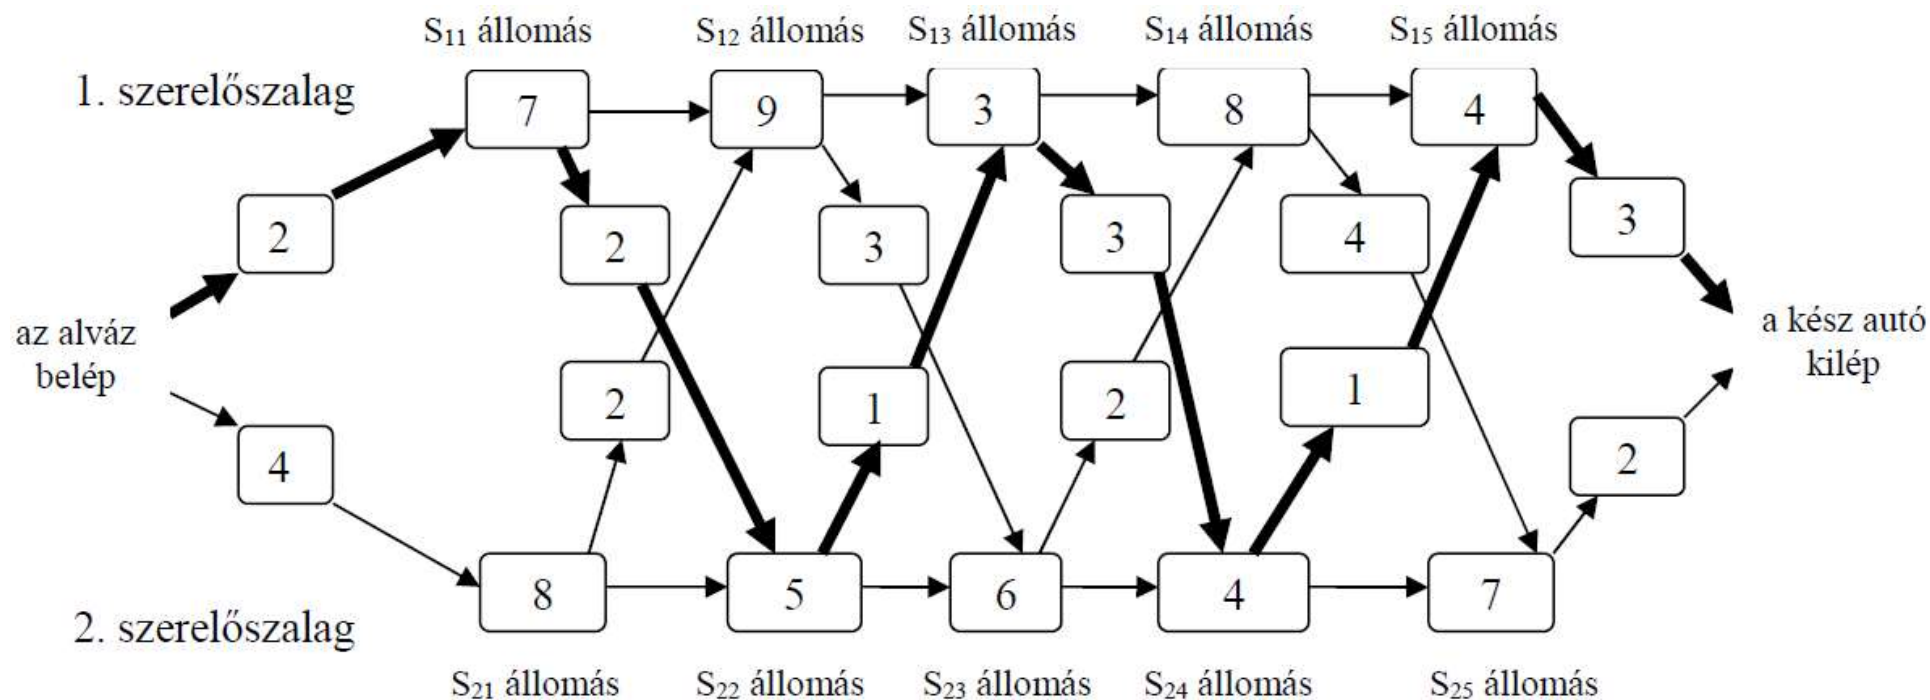 S₁₁ állomás S₁₂ állomás S₁₃ állomás S₁₄ állomás S₁₅ állomás
1. szerelőszalag
7 9 3 8 4
2 2 3 3 4 3
az alváz
belép
a kész autó
kilép
2 1 2 1
4 2
8 5 6 4 7
2. szerelőszalag
S₂₁ állomás S₂₂ állomás S₂₃ állomás S₂₄ állomás S₂₅ állomás